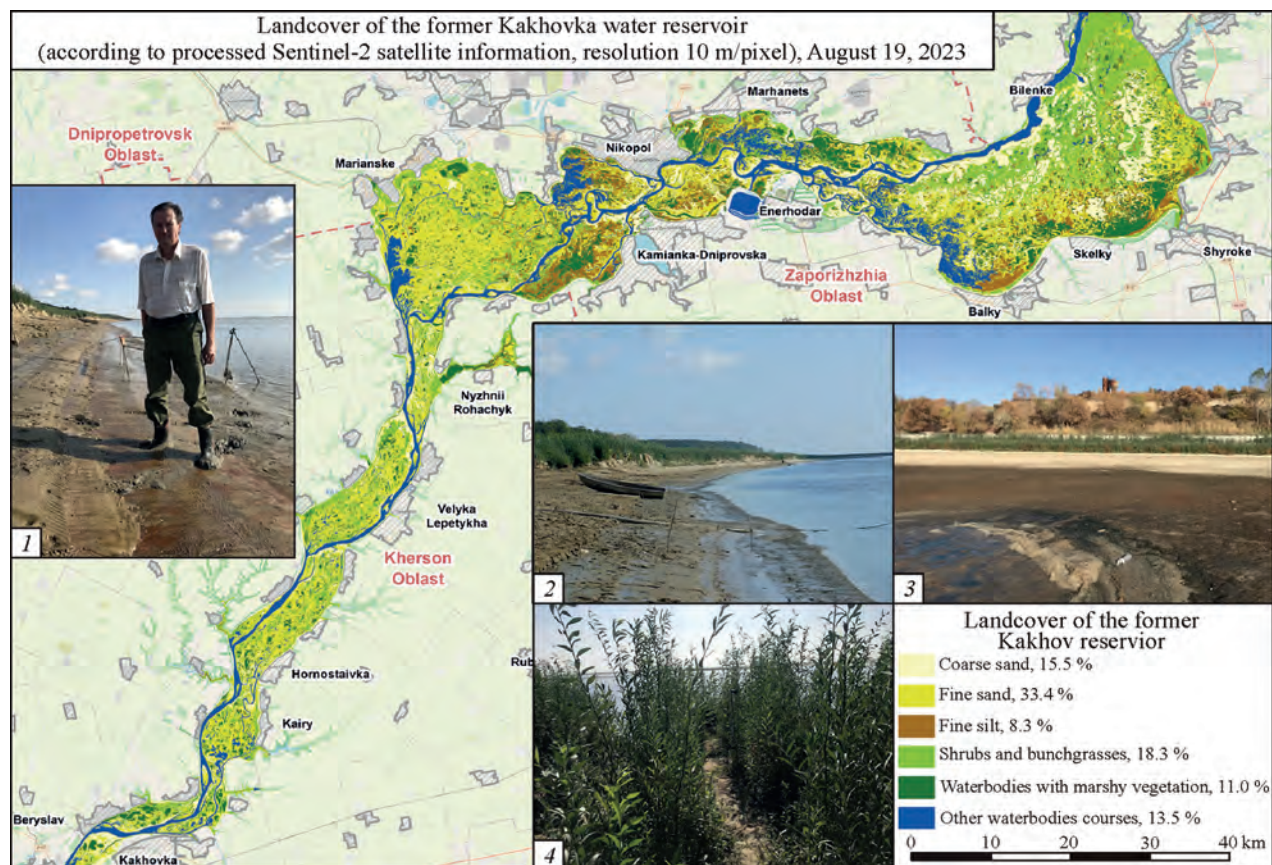 Landcover of the former Kakhovka water reservoir
(according to processed Sentinel-2 satellite information, resolution 10 m/pixel), August 19, 2023
Bilenke
Marhanets
Dnipropetrovsk
Oblast
Nikopol
Marianske
Enerhodar
Kamianka-Dniprovska
Skelky
Shyroke
Zaporizhzhia
Oblast
Balky
Nyzhnii
Rohachyk
Velyka
Lepetykha
Kherson
Oblast
1
2
3
Hornostaivka
Rub
Kairy
Beryslav
Kakhovka
4
Landcover of the former
Kakhov reservior
Coarse sand, 15.5 %
Fine sand, 33.4 %
Fine silt, 8.3 %
Shrubs and bunchgrasses, 18.3 %
Waterbodies with marshy vegetation, 11.0 %
Other waterbodies courses, 13.5 %
0 10 20 30 40 km